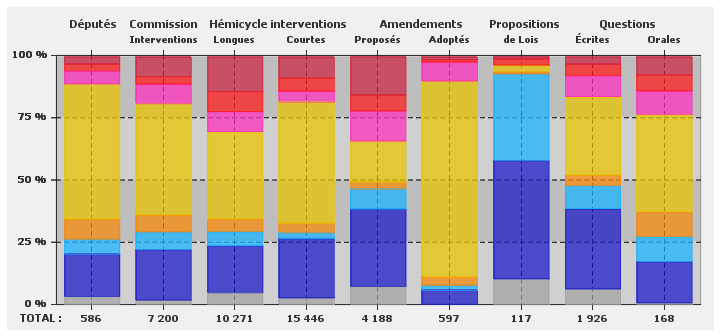 Députés Commission Hémicycle interventions Amendements Propositions Questions
Interventions Longues Courtes Proposés Adoptés de Lois Écrites Orales
100 %
75 %
50 %
25 %
0 %
TOTAL : 586 7 200 10 271 15 446 4 188 597 117 1 926 168